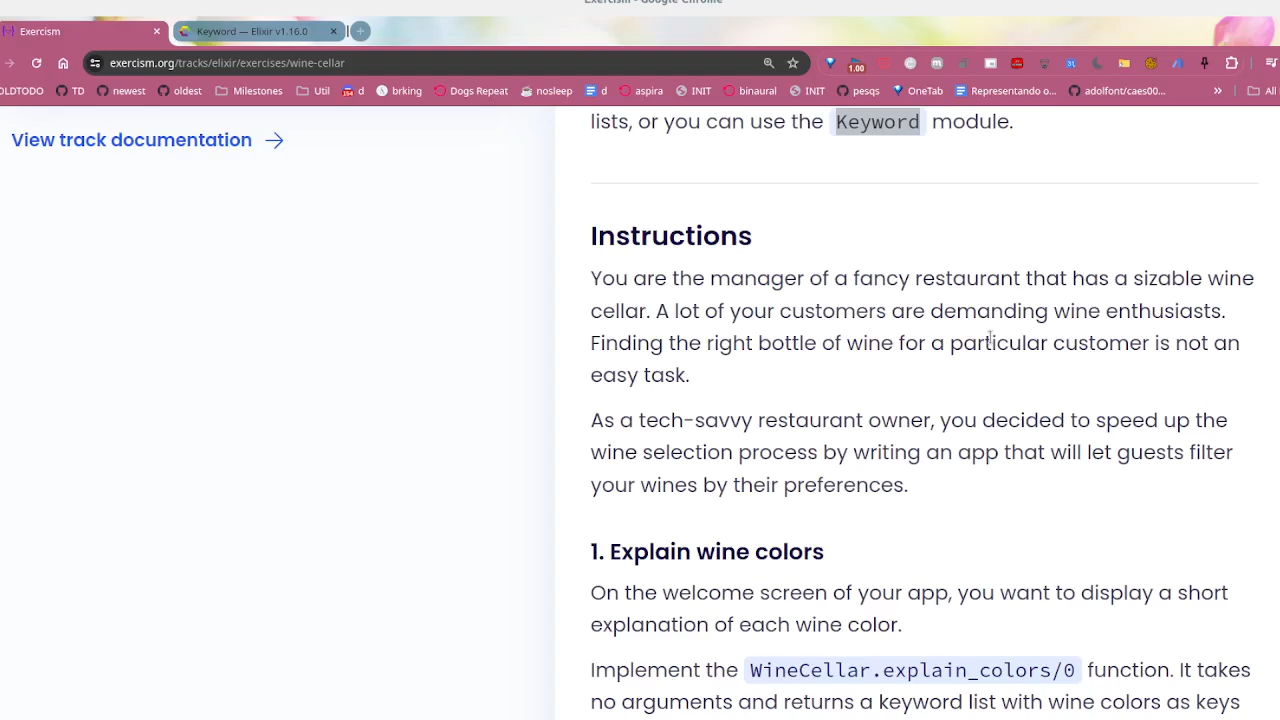 Exercism - Google Chrome
Exercism
Keyword — Elixir v1.16.0
exercism.org/tracks/elixir/exercises/wine-cellar
1.00
OLDTODO TD newest oldest Milestones Util d brking Dogs Repeat nosleep d aspira INIT binaural INIT pesqs OneTab Representando o... adolfont/caes00... » All
View track documentation
lists, or you can use the Keyword module.
Instructions
You are the manager of a fancy restaurant that has a sizable wine
cellar. A lot of your customers are demanding wine enthusiasts.
Finding the right bottle of wine for a particular customer is not an
easy task.
As a tech-savvy restaurant owner, you decided to speed up the
wine selection process by writing an app that will let guests filter
your wines by their preferences.
1. Explain wine colors
On the welcome screen of your app, you want to display a short
explanation of each wine color.
Implement the WineCellar.explain_colors/0 function. It takes
no arguments and returns a keyword list with wine colors as keys